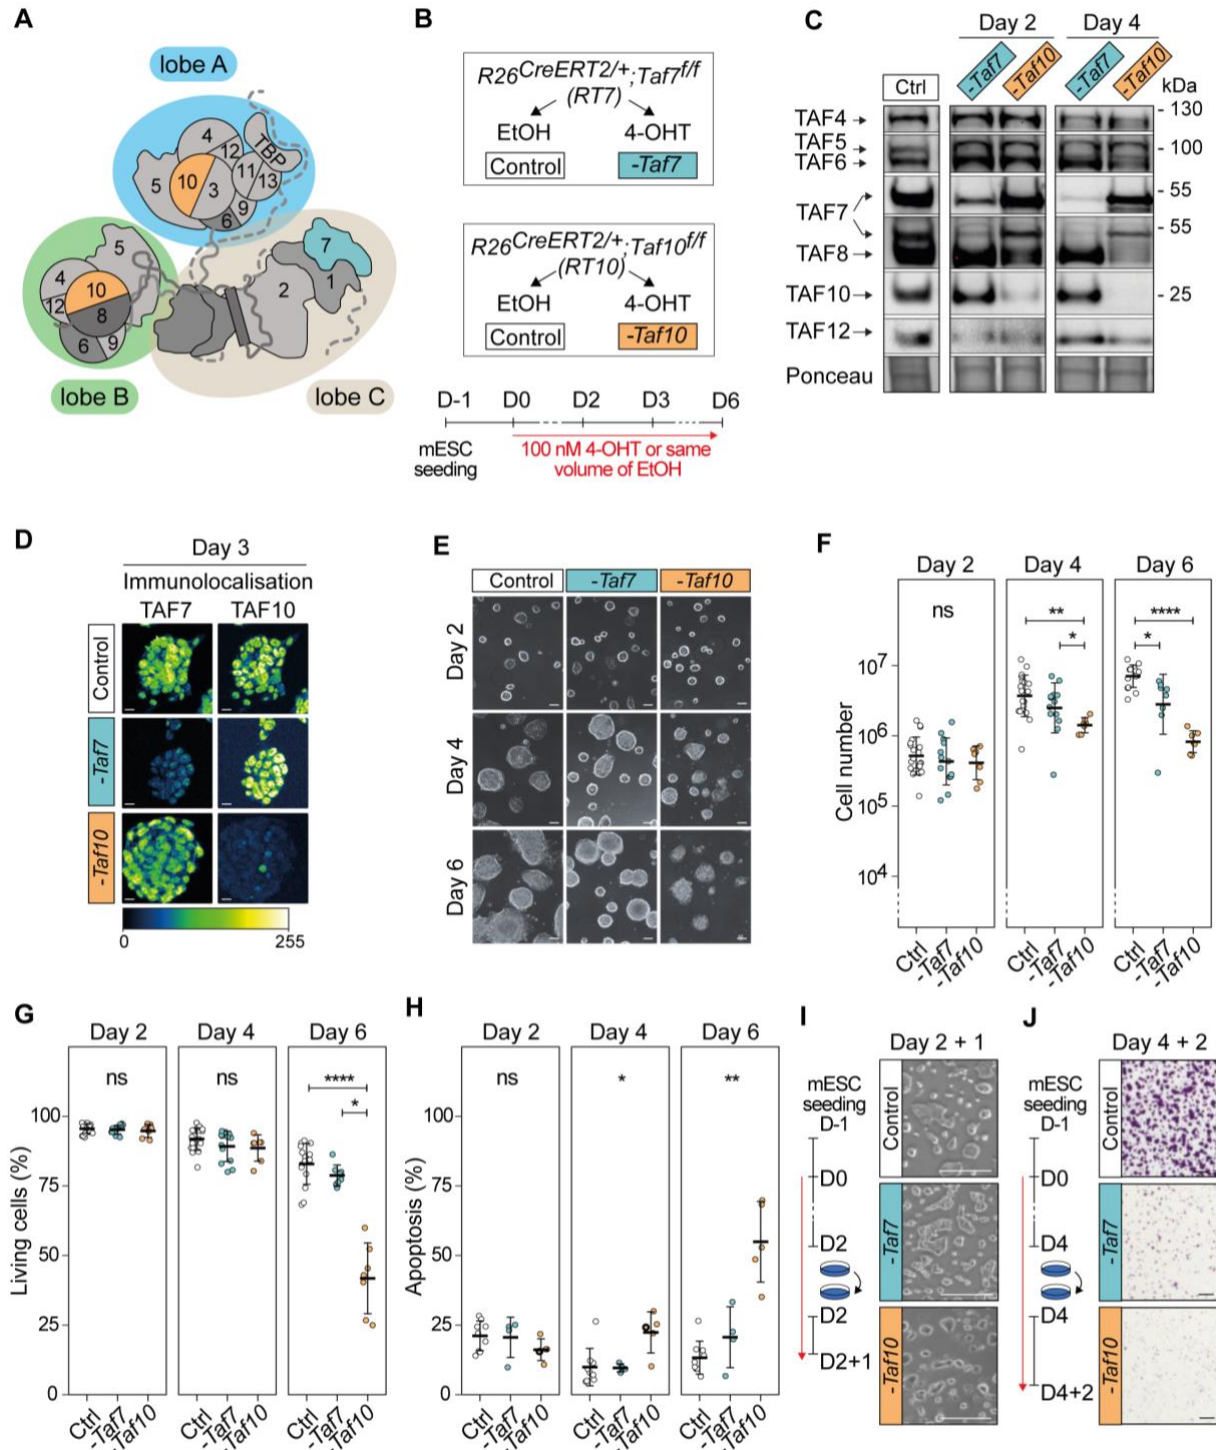 A
lobe A
4
12
TBP
11
13
10
3
5
9
6
5
4
10
12
8
6
9
7
2
1
lobe B
lobe C
B
R26CreERT2/+;Taf7f/f
(RT7)
EtOH
4-OHT
Control
-Taf7
R26CreERT2/+;Taf10f/f
(RT10)
EtOH
4-OHT
Control
-Taf10
D-1 D0 D2 D3 D6
mESC
seeding
100 nM 4-OHT or same
volume of EtOH
C
Day 2 Day 4
Ctrl -Taf7 -Taf10 -Taf7 -Taf10 kDa
TAF4 - 130
TAF5 - 100
TAF6
- 55
TAF7
- 55
TAF8
TAF10 - 25
TAF12
Ponceau
D
Day 3
Immunolocalisation
TAF7 TAF10
Control
-Taf7
-Taf10
0 255
E
Control -Taf7 -Taf10
Day 2
Day 4
Day 6
F
Day 2 Day 4 Day 6
ns ** * * ****
Cell number
10⁷
10⁶
10⁵
10⁴
Ctrl -Taf7 -Taf10 Ctrl -Taf7 -Taf10 Ctrl -Taf7 -Taf10
G
Day 2 Day 4 Day 6
ns ns **** *
Living cells (%)
100
75
50
25
0
Ctrl -Taf7 -Taf10 Ctrl -Taf7 -Taf10 Ctrl -Taf7 -Taf10
H
Day 2 Day 4 Day 6
ns * **
Apoptosis (%)
100
75
50
25
0
Ctrl -Taf7 -Taf10 Ctrl -Taf7 -Taf10 Ctrl -Taf7 -Taf10
I
Day 2 + 1
mESC
seeding
D-1
D0
D2
D2
D2+1
Control
-Taf7
-Taf10
J
Day 4 + 2
mESC
seeding
D-1
D0
D4
D4
D4+2
Control
-Taf7
-Taf10